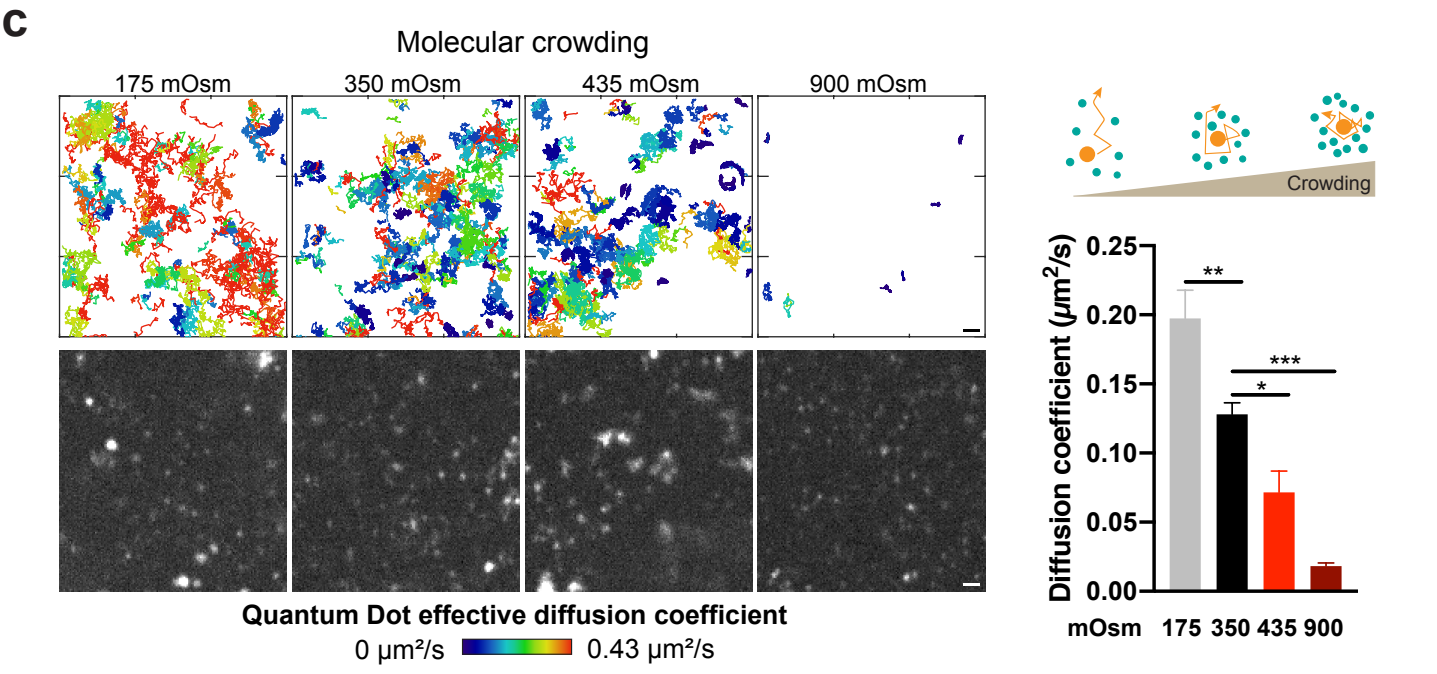 c
Molecular crowding
175 mOsm 350 mOsm 435 mOsm 900 mOsm
Quantum Dot effective diffusion coefficient
0 µm²/s 0.43 µm²/s
Crowding
Diffusion coefficient (µm²/s)
0.25
0.20
0.15
0.10
0.05
0.00
**
***
*
mOsm 175 350 435 900